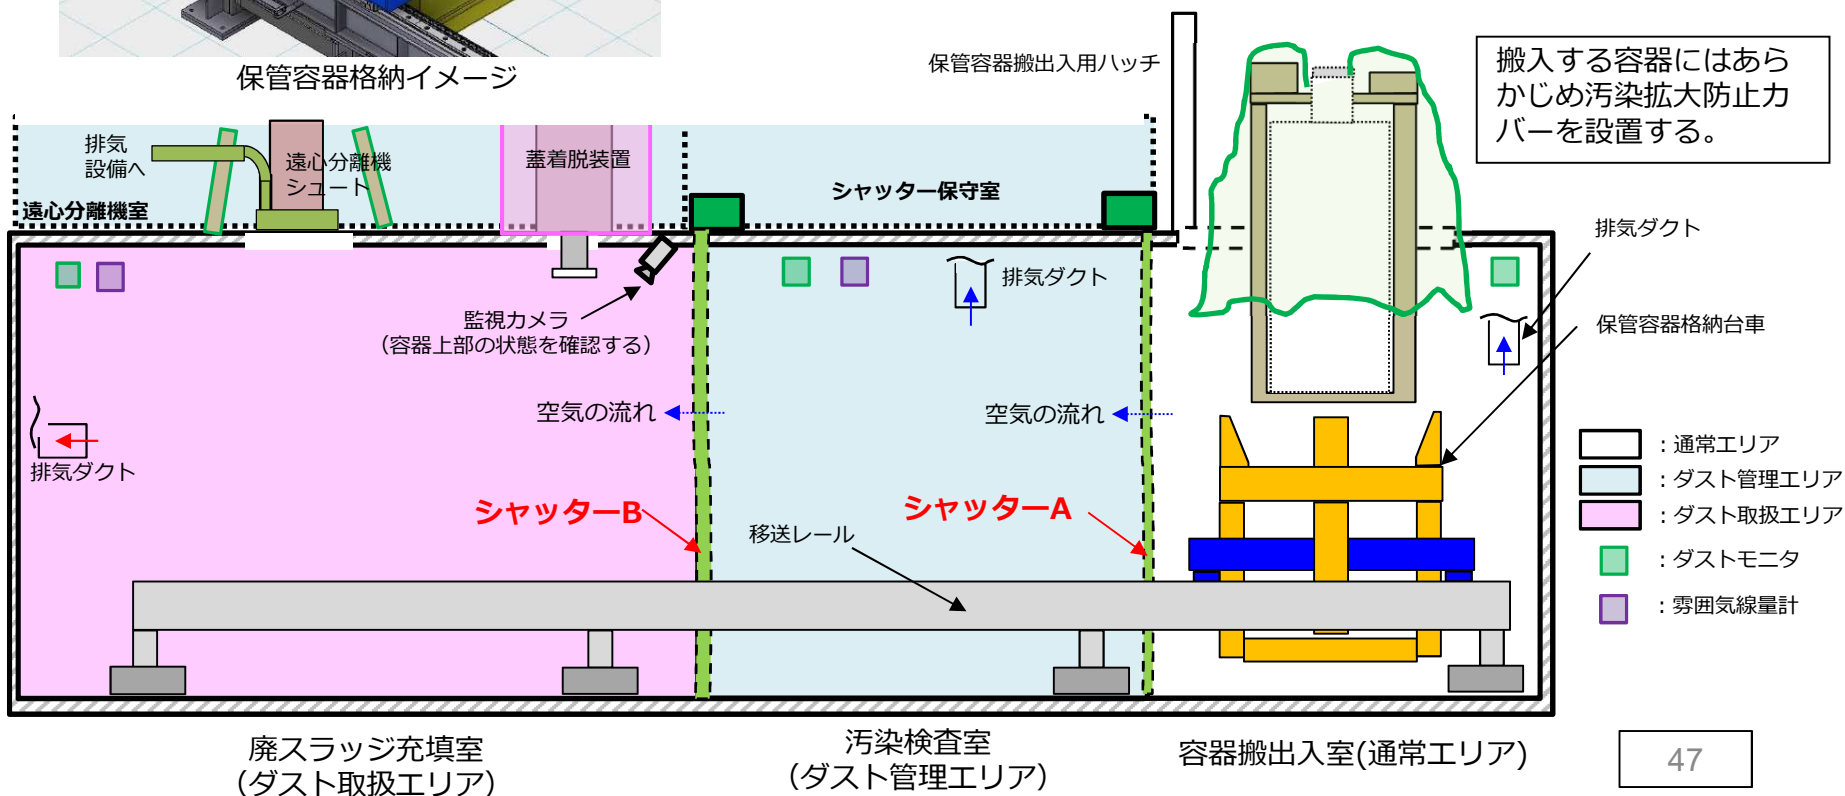 保管容器格納イメージ
保管容器搬出入用ハッチ
搬入する容器にはあら
かじめ汚染拡大防止カ
バーを設置する。
排気
設備へ
遠心分離機
シュート
蓋着脱装置
遠心分離機室
シャッター保守室
排気ダクト
排気ダクト
監視カメラ
（容器上部の状態を確認する）
保管容器格納台車
空気の流れ
空気の流れ
排気ダクト
シャッターB
シャッターA
移送レール
：通常エリア
：ダスト管理エリア
：ダスト取扱エリア
：ダストモニタ
：雰囲気線量計
廃スラッジ充填室
（ダスト取扱エリア）
汚染検査室
（ダスト管理エリア）
容器搬出入室(通常エリア)
47